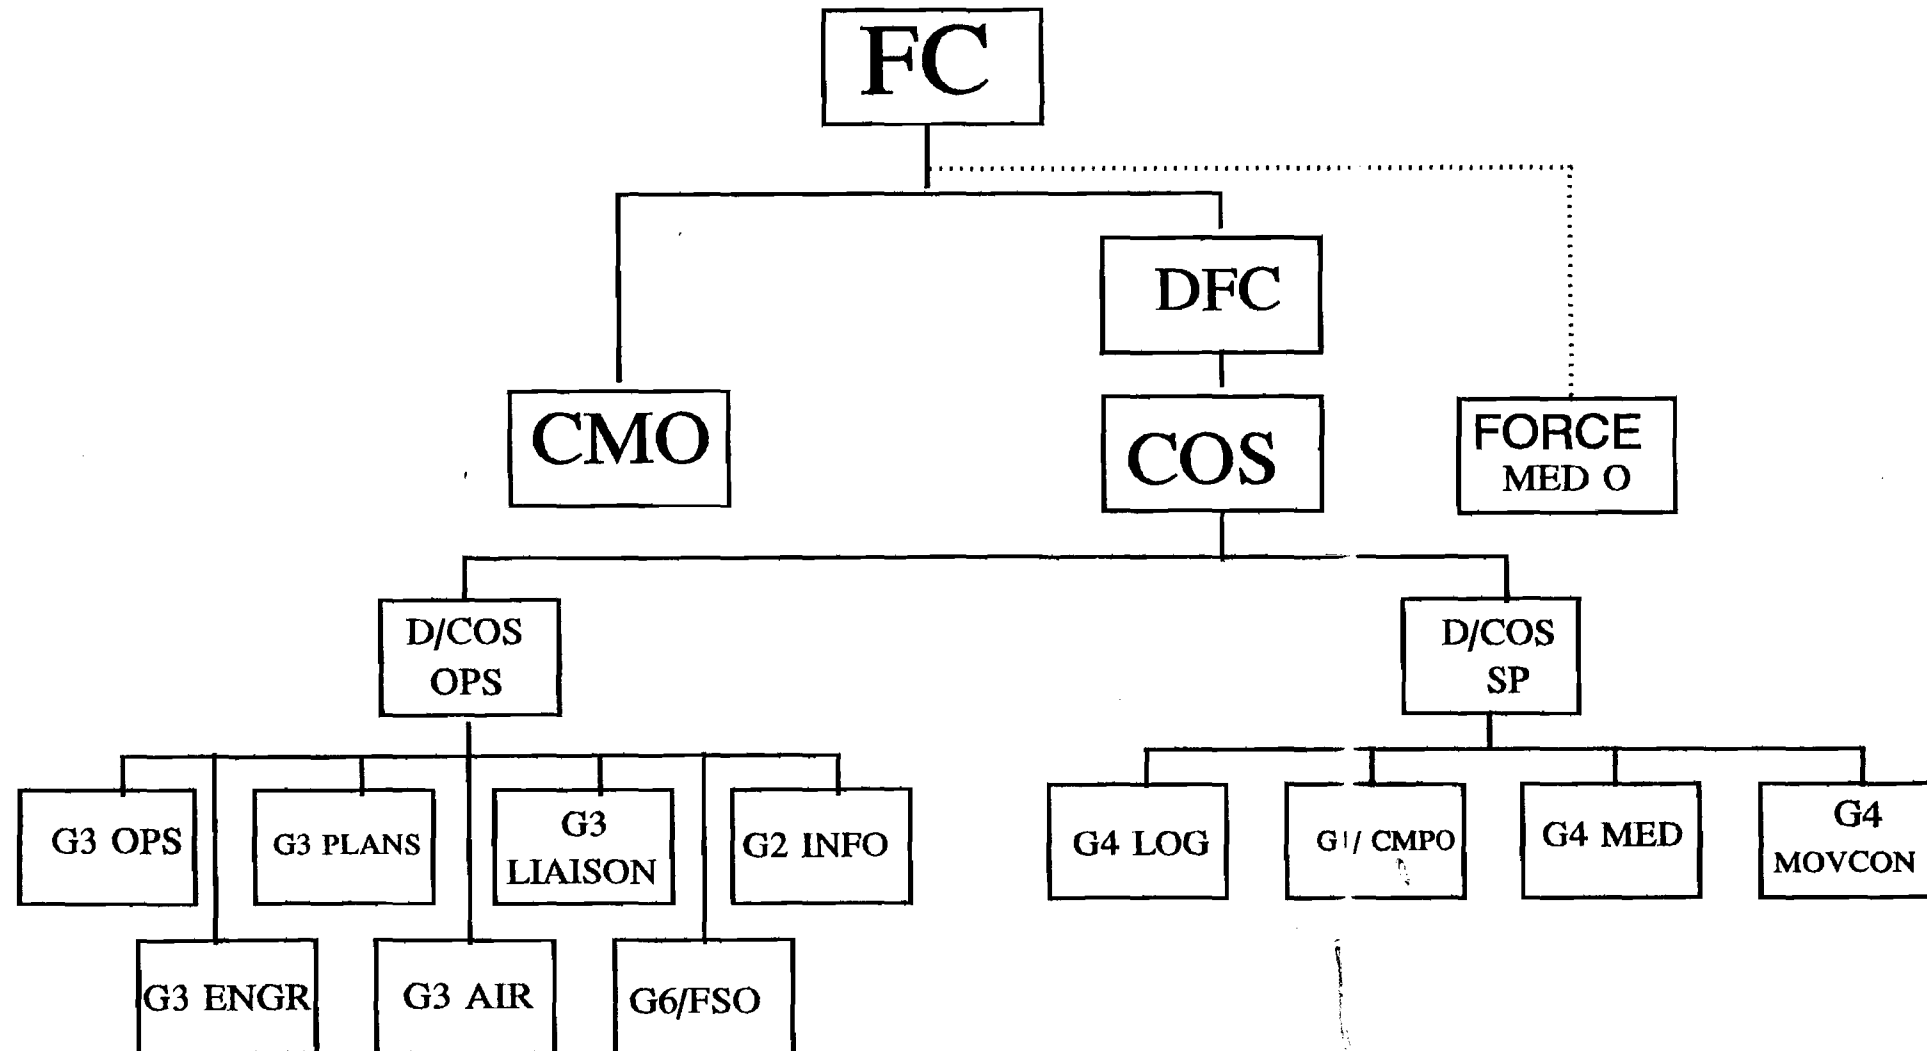 FC
DFC
CMO
COS
FORCE
MED O
D/COS
OPS
D/COS
SP
G3 OPS
G3 PLANS
G3
LIAISON
G2 INFO
G4 LOG
G1/ CMPO
G4 MED
G4
MOVCON
G3 ENGR
G3 AIR
G6/FSO